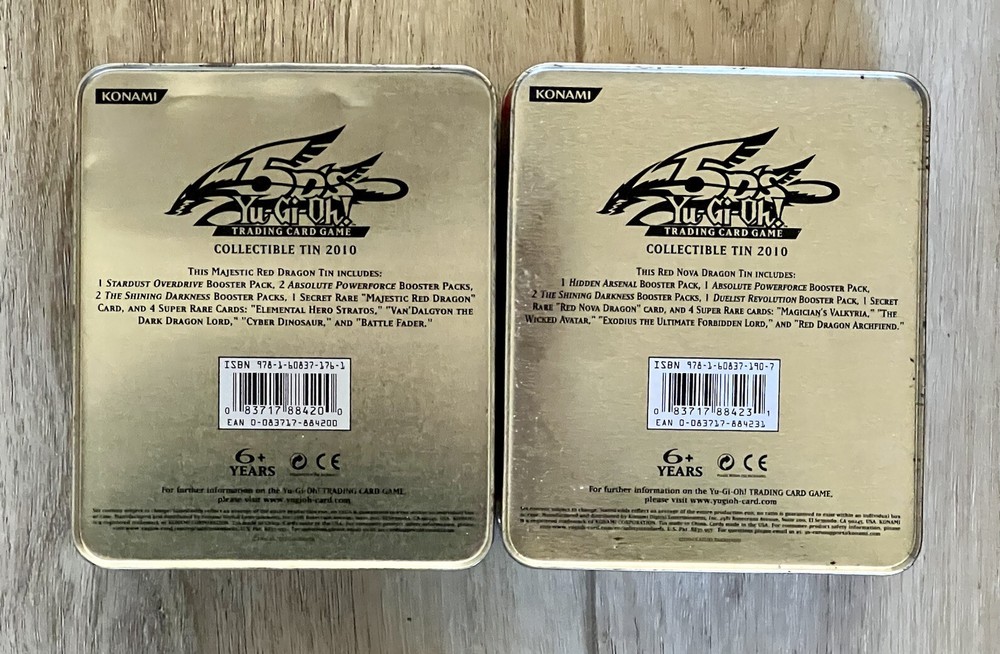 KONAMI
5D's
Yu-Gi-Oh!
TRADING CARD GAME
COLLECTIBLE TIN 2010
THIS MAJESTIC RED DRAGON TIN INCLUDES:
1 STARDUST OVERDRIVE BOOSTER PACK, 2 ABSOLUTE POWERFORCE BOOSTER PACKS,
2 THE SHINING DARKNESS BOOSTER PACKS, 1 SECRET RARE "MAJESTIC RED DRAGON"
CARD, AND 4 SUPER RARE CARDS: "ELEMENTAL HERO STRATOS," "VAN'DALGYON THE
DARK DRAGON LORD," "CYBER DINOSAUR," AND "BATTLE FADER."
ISBN 978-1-60837-176-1
0 83717 88420 0
EAN 0-083717-884200
6+
YEARS
CE
For further information on the Yu-Gi-Oh! TRADING CARD GAME,
please visit www.yugioh-card.com
KONAMI
5D's
Yu-Gi-Oh!
TRADING CARD GAME
COLLECTIBLE TIN 2010
THIS RED NOVA DRAGON TIN INCLUDES:
1 HIDDEN ARSENAL BOOSTER PACK, 1 ABSOLUTE POWERFORCE BOOSTER PACK,
2 THE SHINING DARKNESS BOOSTER PACKS, 1 DUELIST REVOLUTION BOOSTER PACK, 1 SECRET
RARE "RED NOVA DRAGON" CARD, AND 4 SUPER RARE CARDS: "MAGICIAN'S VALKYRIA," "THE
WICKED AVATAR," "EXODIUS THE ULTIMATE FORBIDDEN LORD," AND "RED DRAGON ARCHFIEND."
ISBN 978-1-60837-190-7
0 83717 88423 1
EAN 0-083717-884231
6+
YEARS
CE
For further information on the Yu-Gi-Oh! TRADING CARD GAME,
please visit www.yugioh-card.com